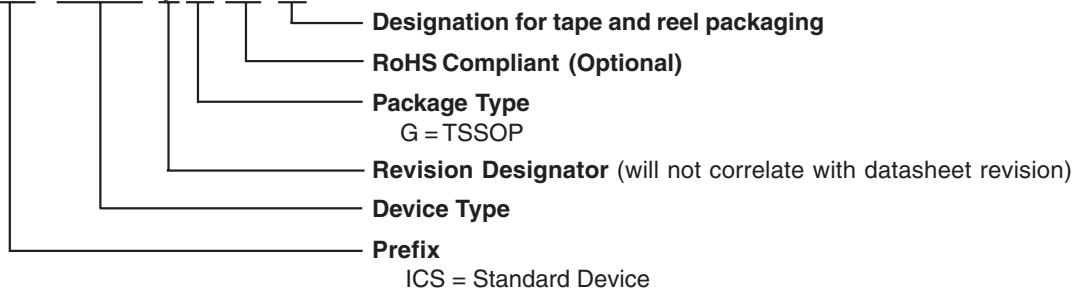 Designation for tape and reel packaging
RoHS Compliant (Optional)
Package Type
G = TSSOP
Revision Designator (will not correlate with datasheet revision)
Device Type
Prefix
ICS = Standard Device